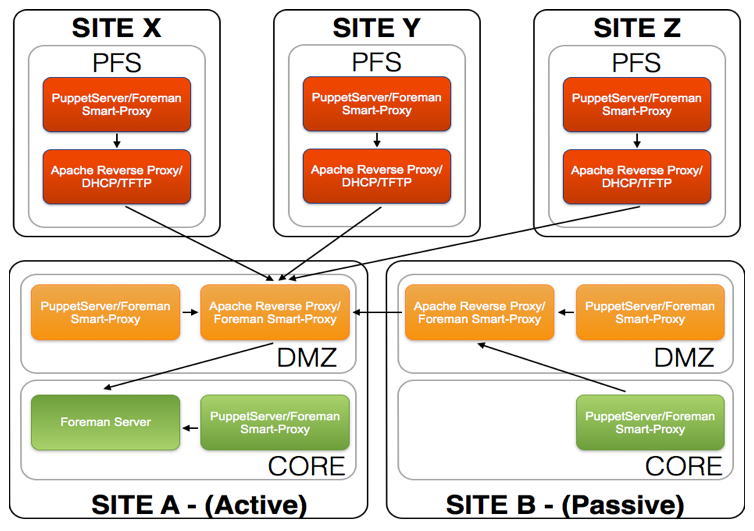 SITE X
PFS
PuppetServer/Foreman
Smart-Proxy
Apache Reverse Proxy/
DHCP/TFTP
SITE Y
PFS
PuppetServer/Foreman
Smart-Proxy
Apache Reverse Proxy/
DHCP/TFTP
SITE Z
PFS
PuppetServer/Foreman
Smart-Proxy
Apache Reverse Proxy/
DHCP/TFTP
PuppetServer/Foreman
Smart-Proxy
Apache Reverse Proxy/
Foreman Smart-Proxy
DMZ
Foreman Server
PuppetServer/Foreman
Smart-Proxy
CORE
SITE A - (Active)
Apache Reverse Proxy/
Foreman Smart-Proxy
PuppetServer/Foreman
Smart-Proxy
DMZ
PuppetServer/Foreman
Smart-Proxy
CORE
SITE B - (Passive)